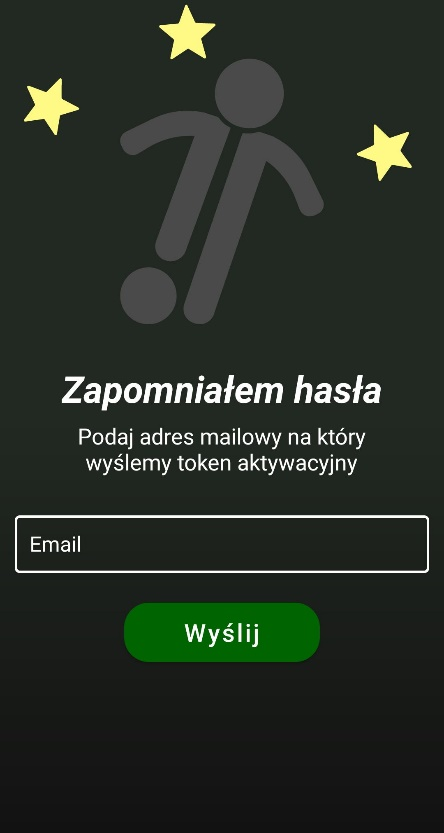 Zapomniałem hasła
Podaj adres mailowy na który
wyślemy token aktywacyjny
Email
Wyślij